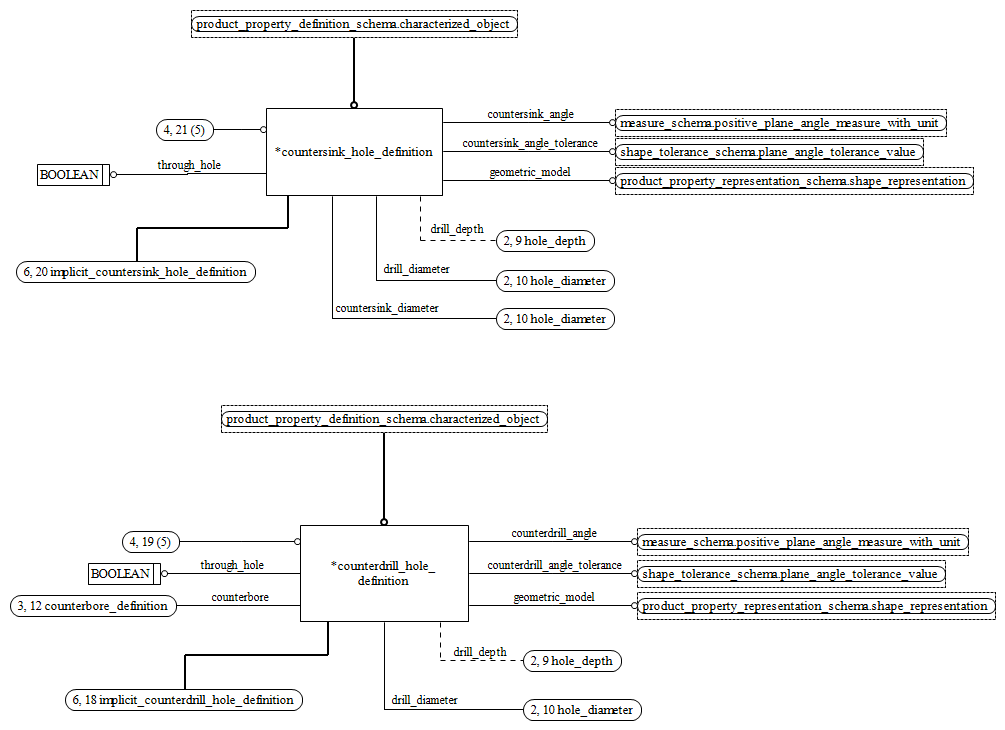 product_property_definition_schema.characterized_object
countersink_angle
4, 21 (5)
measure_schema.positive_plane_angle_measure_with_unit
countersink_angle_tolerance
*countersink_hole_definition
shape_tolerance_schema.plane_angle_tolerance_value
through_hole
BOOLEAN
geometric_model
product_property_representation_schema.shape_representation
drill_depth
2, 9 hole_depth
6, 20 implicit_countersink_hole_definition
drill_diameter
2, 10 hole_diameter
countersink_diameter
2, 10 hole_diameter
product_property_definition_schema.characterized_object
counterdrill_angle
4, 19 (5)
measure_schema.positive_plane_angle_measure_with_unit
through_hole
*counterdrill_hole_
definition
counterdrill_angle_tolerance
BOOLEAN
shape_tolerance_schema.plane_angle_tolerance_value
counterbore
geometric_model
3, 12 counterbore_definition
product_property_representation_schema.shape_representation
drill_depth
2, 9 hole_depth
6, 18 implicit_counterdrill_hole_definition
drill_diameter
2, 10 hole_diameter